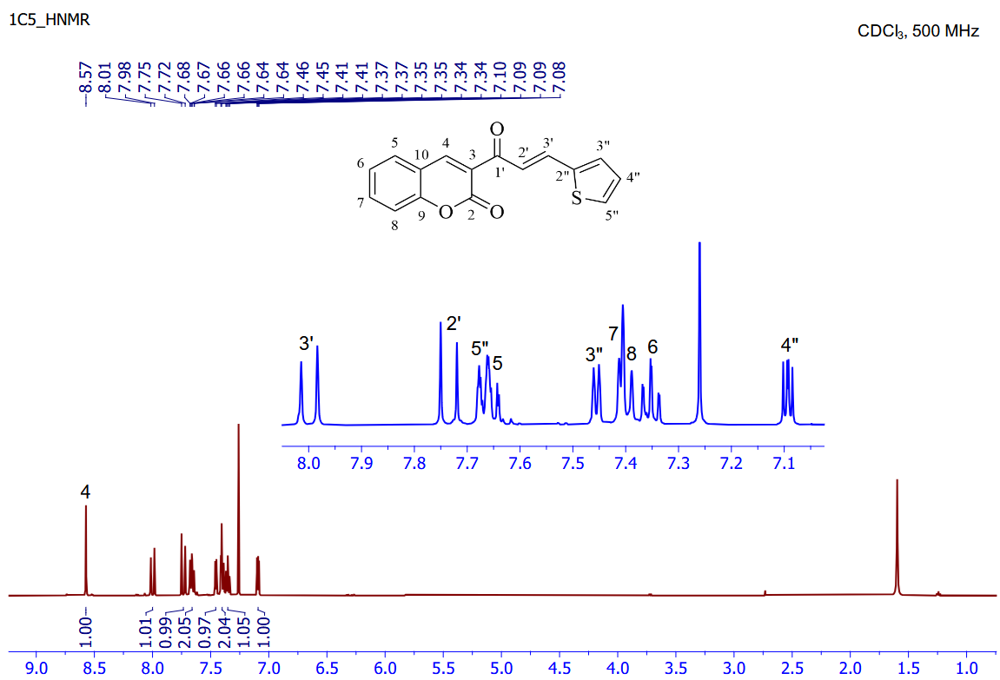 1C5_HNMR
CDCl3, 500 MHz
8.57 8.01 7.98 7.75 7.72 7.68 7.67 7.66 7.66 7.64 7.64 7.46 7.45 7.41 7.41 7.37 7.37 7.35 7.35 7.34 7.34 7.10 7.09 7.09 7.08
O
5 4 3 2' 3' 3"
6 10 1' 2" 4"
7 9 O 2 O S 5"
8
3' 2' 5" 5 3" 7 8 6 4"
8.0 7.9 7.8 7.7 7.6 7.5 7.4 7.3 7.2 7.1
4
1.00 1.01 0.99 2.05 0.97 2.04 1.05 1.00
9.0 8.5 8.0 7.5 7.0 6.5 6.0 5.5 5.0 4.5 4.0 3.5 3.0 2.5 2.0 1.5 1.0